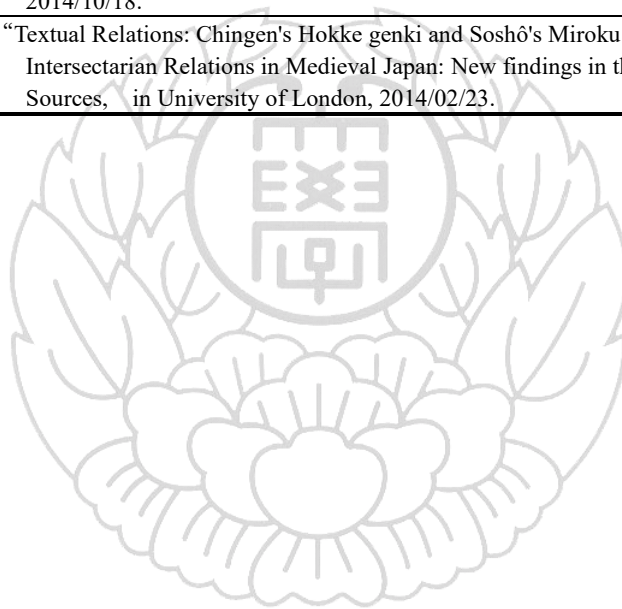 2014/10/18.
“Textual Relations: Chingen's Hokke genki and Soshô's Miroku
Intersectarian Relations in Medieval Japan: New findings in th
Sources, in University of London, 2014/02/23.